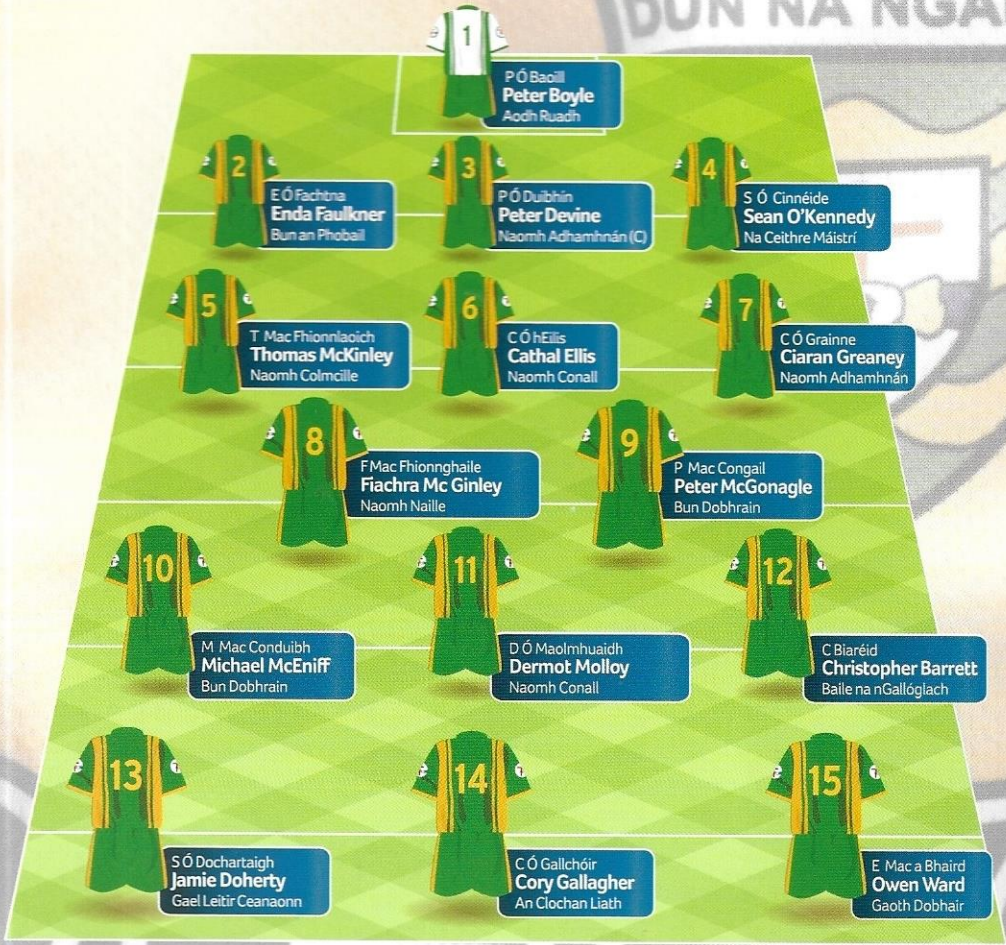 DÚN NA NGA
1
P Ó Baoill
Peter Boyle
Aodh Ruadh
2
E Ó Fachtna
Enda Faulkner
Bun an Phobail
3
P Ó Duibhín
Peter Devine
Naomh Adhamhnán (C)
4
S Ó Cinnéide
Sean O'Kennedy
Na Ceithre Máistrí
5
T Mac Fhionnlaoich
Thomas McKinley
Naomh Colmcille
6
C Ó hEilis
Cathal Ellis
Naomh Conall
7
C Ó Grainne
Ciaran Greaney
Naomh Adhamhnán
8
F Mac Fhionnghaile
Fiachra Mc Ginley
Naomh Naille
9
P Mac Congail
Peter McGonagle
Bun Dobhrain
10
M Mac Conduibh
Michael McEniff
Bun Dobhrain
11
D Ó Maolmhuaidh
Dermot Molloy
Naomh Conall
12
C Biaréid
Christopher Barrett
Baile na nGallóglach
13
S Ó Dochartaigh
Jamie Doherty
Gael Leitir Ceanaonn
14
C Ó Gallchóir
Cory Gallagher
An Clochan Liath
15
E Mac a Bhaird
Owen Ward
Gaoth Dobhair